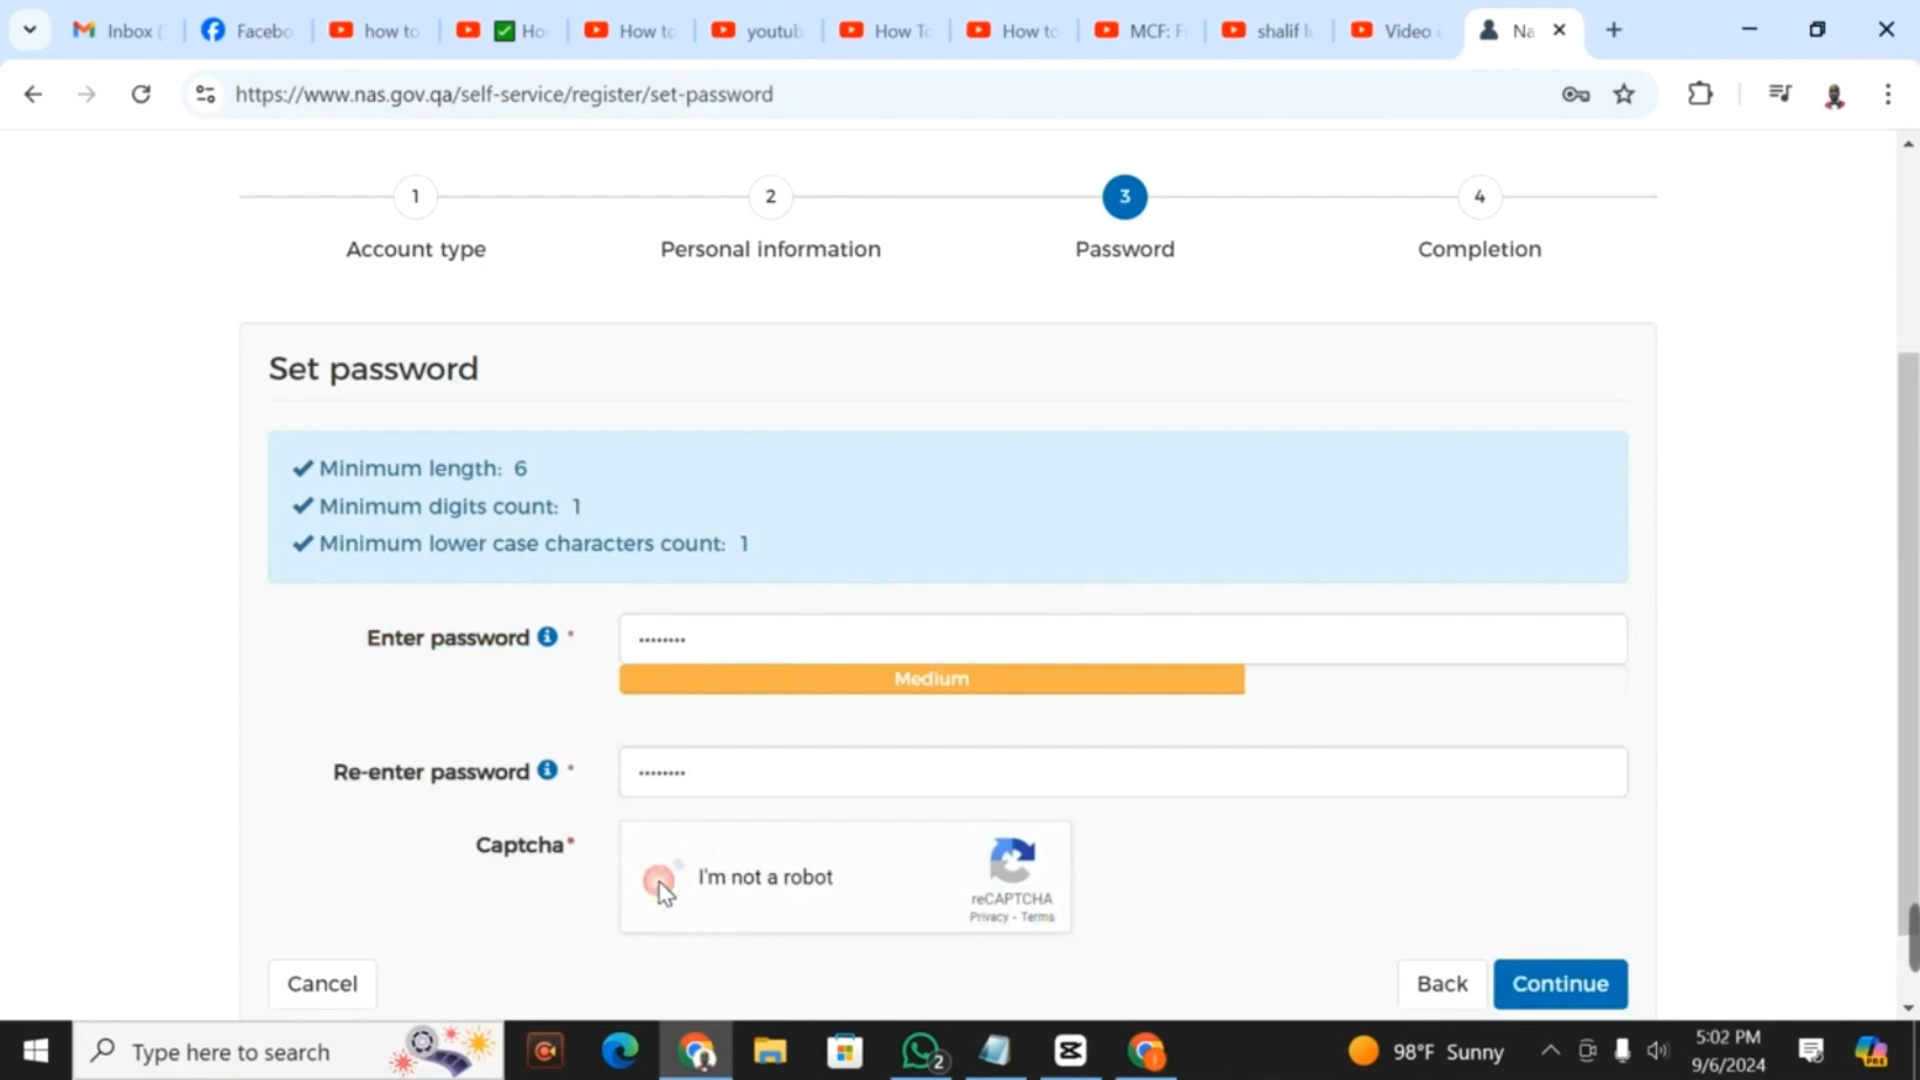 Inbox (
Facebo
how to
Ho
How to
youtub
How To
How to
MCF: F
shalif l
Video
Na
https://www.nas.gov.qa/self-service/register/set-password
1
2
3
4
Account type
Personal information
Password
Completion
Set password
Minimum length: 6
Minimum digits count: 1
Minimum lower case characters count: 1
Enter password *
••••••••
Medium
Re-enter password *
••••••••
Captcha*
I'm not a robot
reCAPTCHA
Privacy - Terms
Cancel
Back
Continue
Type here to search
2
98°F Sunny
5:02 PM
9/6/2024
PRE